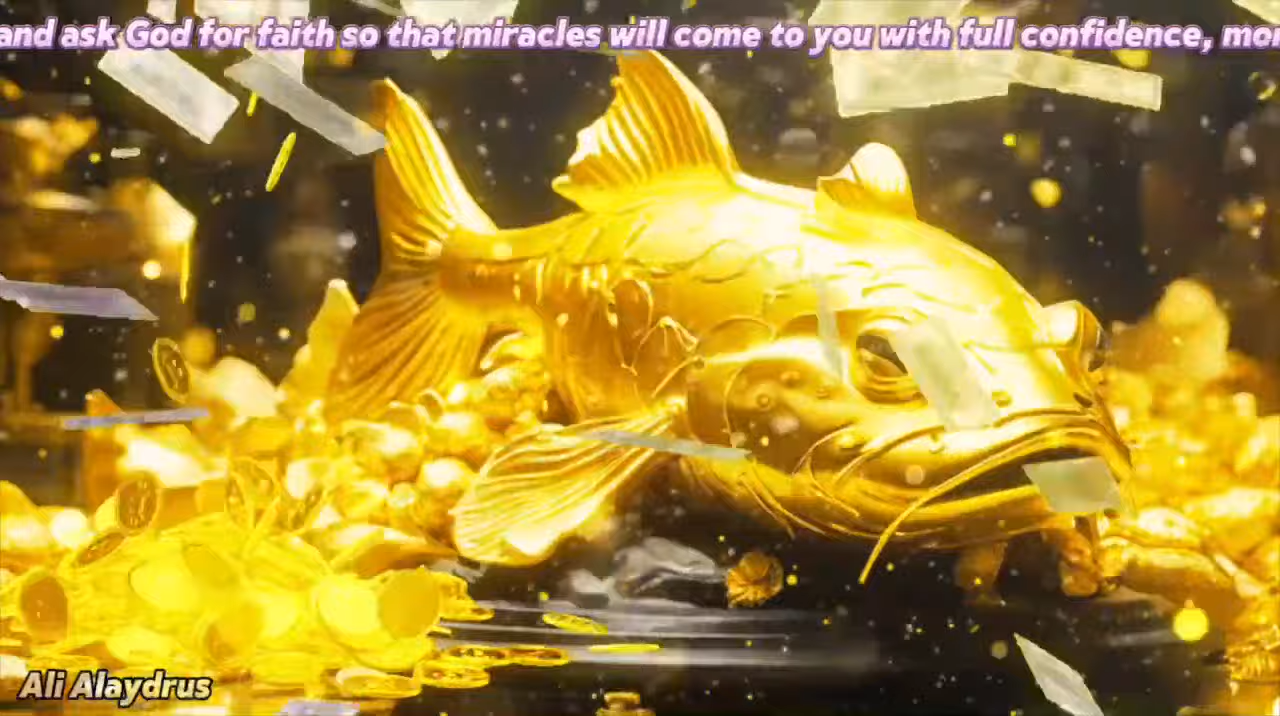 and ask God for faith so that miracles will come to you with full confidence,
Ali Alaydrus